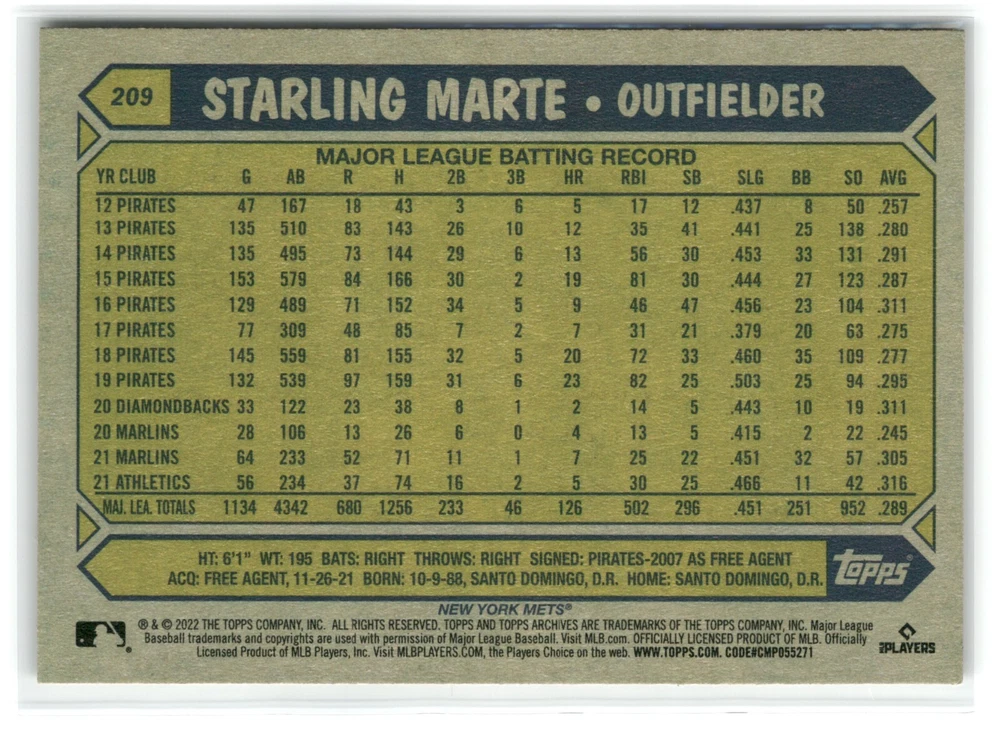 209 STARLING MARTE • OUTFIELDER
MAJOR LEAGUE BATTING RECORD
YR CLUB G AB R H 2B 3B HR RBI SB SLG BB SO AVG
12 PIRATES 47 167 18 43 3 6 5 17 12 .437 8 50 .257
13 PIRATES 135 510 83 143 26 10 12 35 41 .441 25 138 .280
14 PIRATES 135 495 73 144 29 6 13 56 30 .453 33 131 .291
15 PIRATES 153 579 84 166 30 2 19 81 30 .444 27 123 .287
16 PIRATES 129 489 71 152 34 5 9 46 47 .456 23 104 .311
17 PIRATES 77 309 48 85 7 2 7 31 21 .379 20 63 .275
18 PIRATES 145 559 81 155 32 5 20 72 33 .460 35 109 .277
19 PIRATES 132 539 97 159 31 6 23 82 25 .503 25 94 .295
20 DIAMONDBACKS 33 122 23 38 8 1 2 14 5 .443 10 19 .311
20 MARLINS 28 106 13 26 6 0 4 13 5 .415 2 22 .245
21 MARLINS 64 233 52 71 11 1 7 25 22 .451 32 57 .305
21 ATHLETICS 56 234 37 74 16 2 5 30 25 .466 11 42 .316
MAJ. LEA. TOTALS 1134 4342 680 1256 233 46 126 502 296 .451 251 952 .289
HT: 6'1" WT: 195 BATS: RIGHT THROWS: RIGHT SIGNED: PIRATES-2007 AS FREE AGENT
ACQ: FREE AGENT, 11-26-21 BORN: 10-9-88, SANTO DOMINGO, D.R. HOME: SANTO DOMINGO, D.R.
Topps®
NEW YORK METS®
® & © 2022 THE TOPPS COMPANY, INC. ALL RIGHTS RESERVED. TOPPS AND TOPPS ARCHIVES ARE TRADEMARKS OF THE TOPPS COMPANY, INC. Major League
Baseball trademarks and copyrights are used with permission of Major League Baseball. Visit MLB.com. OFFICIALLY LICENSED PRODUCT OF MLB. Officially
Licensed Product of MLB Players, Inc. Visit MLBPLAYERS.COM, the Players Choice on the web. WWW.TOPPS.COM. CODE#CMP055271
MLB PLAYERS